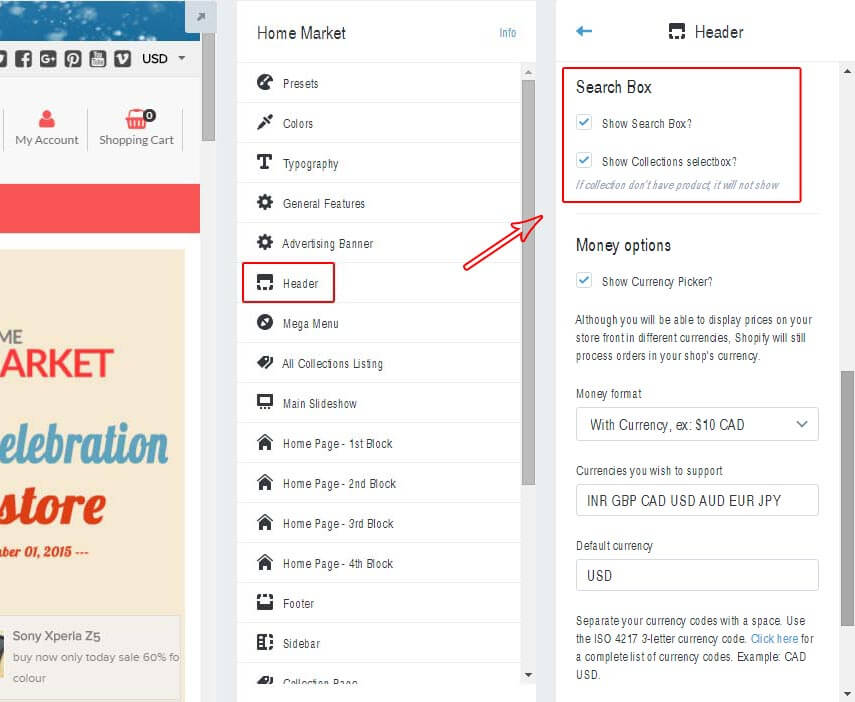 USD
0
My Account
Shopping Cart
ME
ARKET
elebration
store
ber 01, 2015 ---
Sony Xperia Z5
buy now only today sale 60% fo
colour
Home Market
Info
Presets
Colors
Typography
General Features
Advertising Banner
Header
Mega Menu
All Collections Listing
Main Slideshow
Home Page - 1st Block
Home Page - 2nd Block
Home Page - 3rd Block
Home Page - 4th Block
Footer
Sidebar
Collection Page
Header
Search Box
Show Search Box?
Show Collections selectbox?
If collection don't have product, it will not show
Money options
Show Currency Picker?
Although you will be able to display prices on your
store front in different currencies, Shopify will still
process orders in your shop's currency.
Money format
With Currency, ex: $10 CAD
Currencies you wish to support
INR GBP CAD USD AUD EUR JPY
Default currency
USD
Separate your currency codes with a space. Use
the ISO 4217 3-letter currency code. Click here for
a complete list of currency codes. Example: CAD
USD.